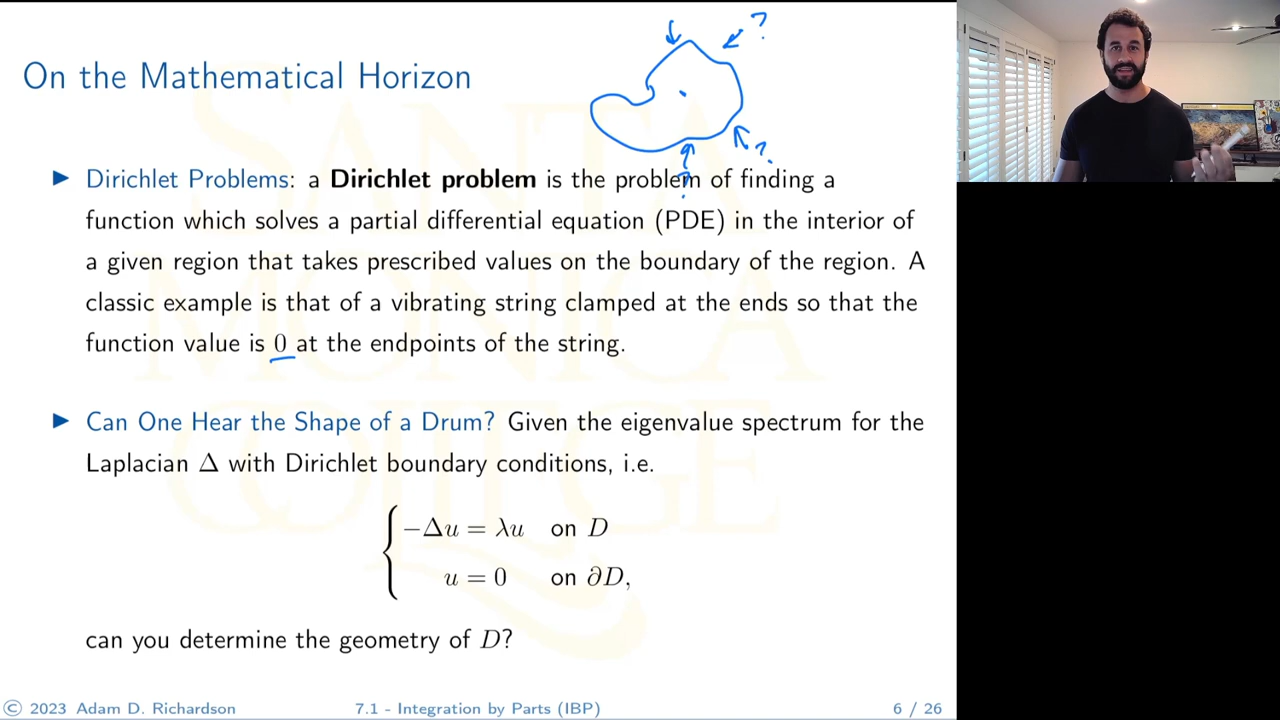 On the Mathematical Horizon
?
?
?
► Dirichlet Problems: a Dirichlet problem is the problem of finding a
function which solves a partial differential equation (PDE) in the interior of
a given region that takes prescribed values on the boundary of the region. A
classic example is that of a vibrating string clamped at the ends so that the
function value is 0 at the endpoints of the string.
► Can One Hear the Shape of a Drum? Given the eigenvalue spectrum for the
Laplacian Δ with Dirichlet boundary conditions, i.e.
−Δu = λu on D
u = 0 on ∂D,
can you determine the geometry of D?
SANTA
MONICA
COLLEGE
© 2023 Adam D. Richardson 7.1 - Integration by Parts (IBP) 6 / 26